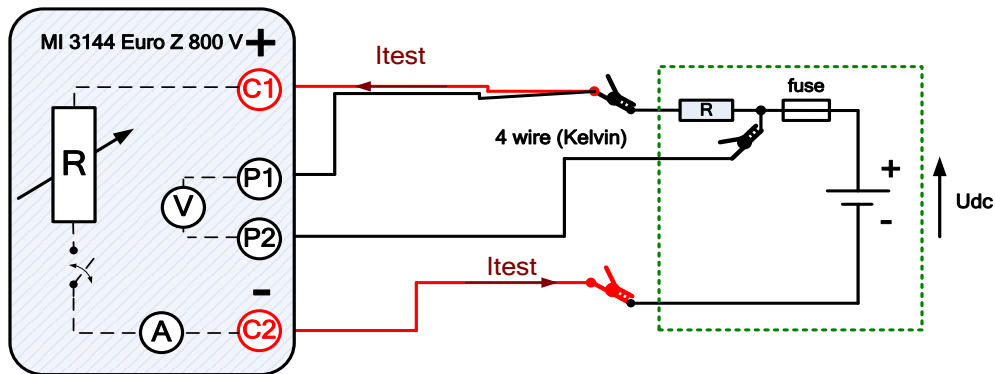 MI 3144 Euro Z 800 V +
Itest
C1
fuse
R
4 wire (Kelvin)
R
P1
V
P2
+
-
Udc
Itest
-
A
C2